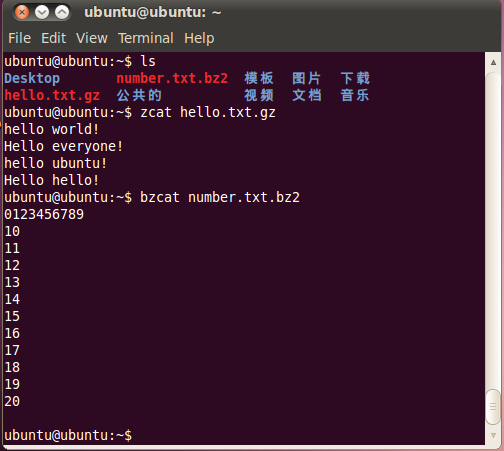 ubuntu@ubuntu: ~
File Edit View Terminal Help
ubuntu@ubuntu:~$ ls
Desktop number.txt.bz2 模板 图片 下载
hello.txt.gz 公共的 视频 文档 音乐
ubuntu@ubuntu:~$ zcat hello.txt.gz
hello world!
Hello everyone!
hello ubuntu!
Hello hello!
ubuntu@ubuntu:~$ bzcat number.txt.bz2
0123456789
10
11
12
13
14
15
16
17
18
19
20
ubuntu@ubuntu:~$